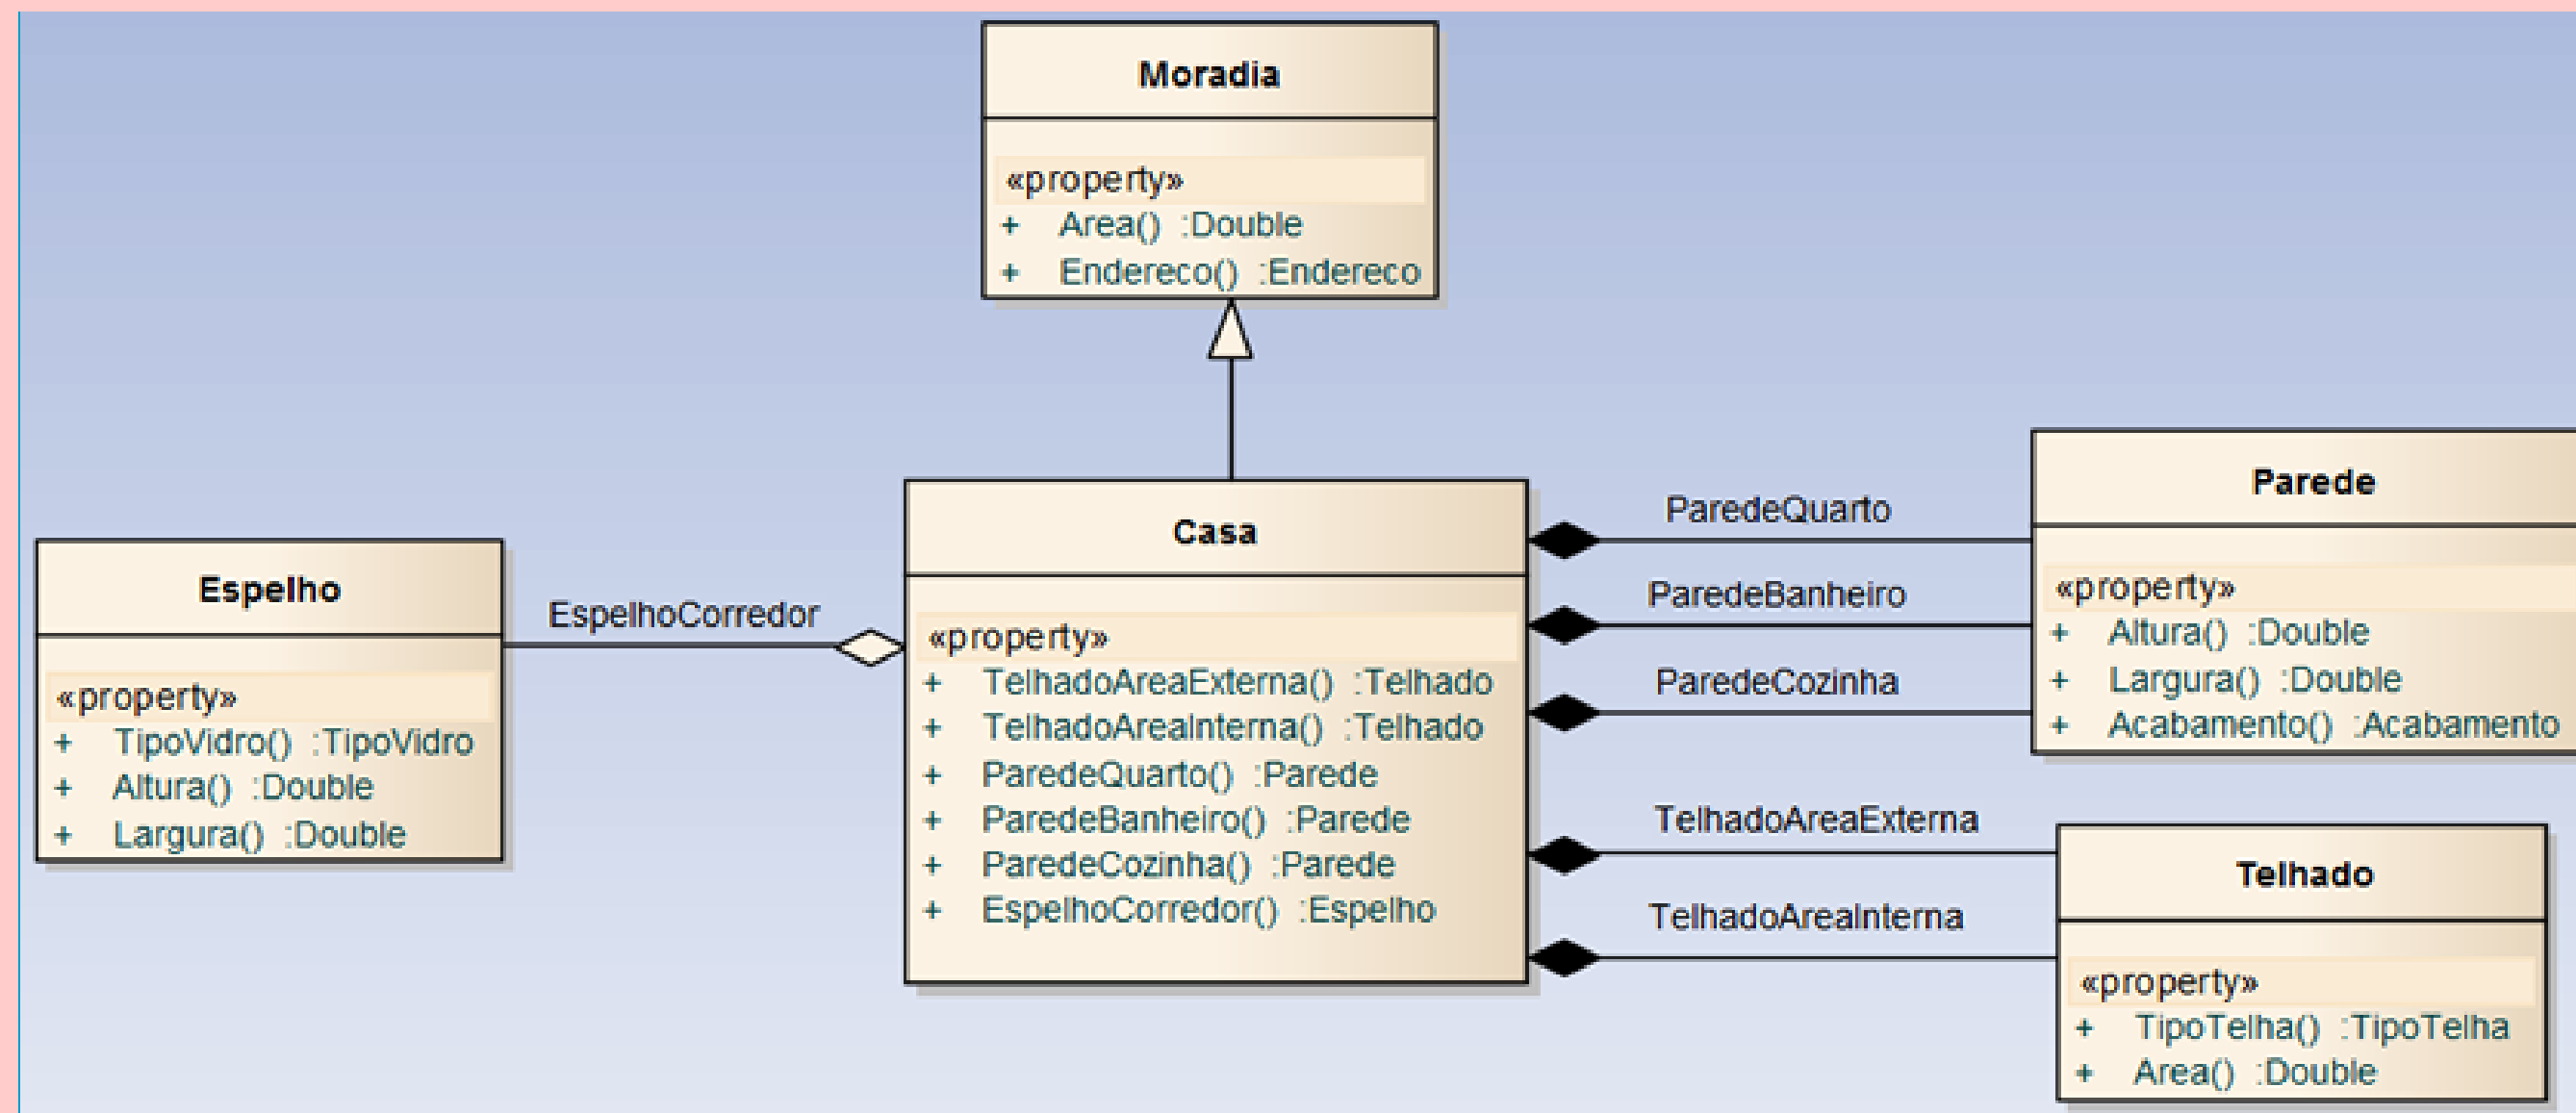 Moradia
«property»
+ Area() :Double
+ Endereco() :Endereco
Espelho
«property»
+ TipoVidro() :TipoVidro
+ Altura() :Double
+ Largura() :Double
EspelhoCorredor
Casa
«property»
+ TelhadoAreaExterna() :Telhado
+ TelhadoAreaInterna() :Telhado
+ ParedeQuarto() :Parede
+ ParedeBanheiro() :Parede
+ ParedeCozinha() :Parede
+ EspelhoCorredor() :Espelho
ParedeQuarto
ParedeBanheiro
ParedeCozinha
TelhadoAreaExterna
TelhadoAreaInterna
Parede
«property»
+ Altura() :Double
+ Largura() :Double
+ Acabamento() :Acabamento
Telhado
«property»
+ TipoTelha() :TipoTelha
+ Area() :Double